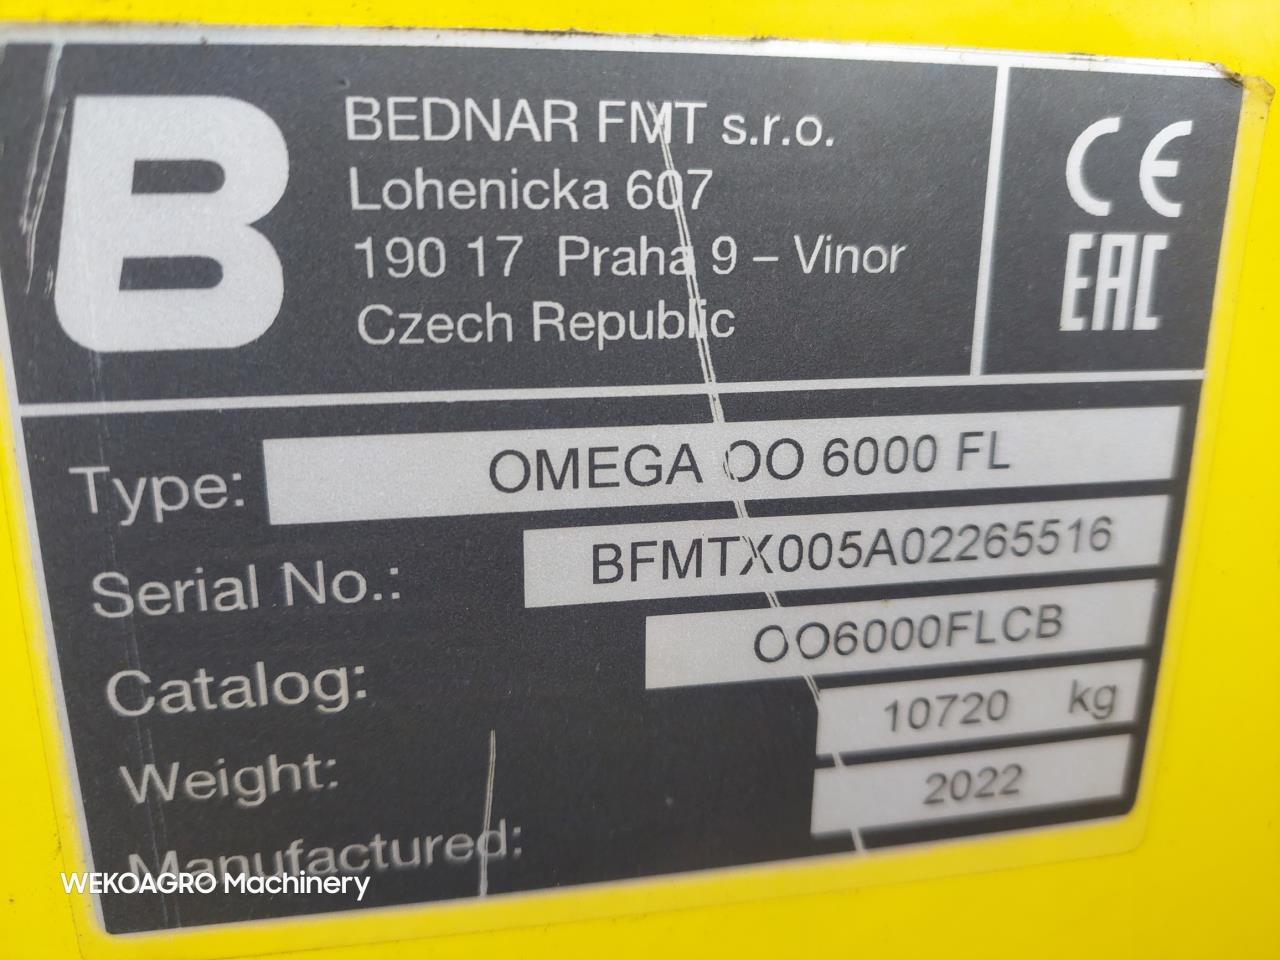 B
BEDNAR FMT s.r.o.
Lohenicka 607
190 17 Praha 9 – Vinor
Czech Republic
CE
EAC
Type: OMEGA OO 6000 FL
Serial No.: BFMTX005A02265516
Catalog: OO6000FLCB
Weight: 10720 kg
Manufactured: 2022
WEKOAGRO Machinery